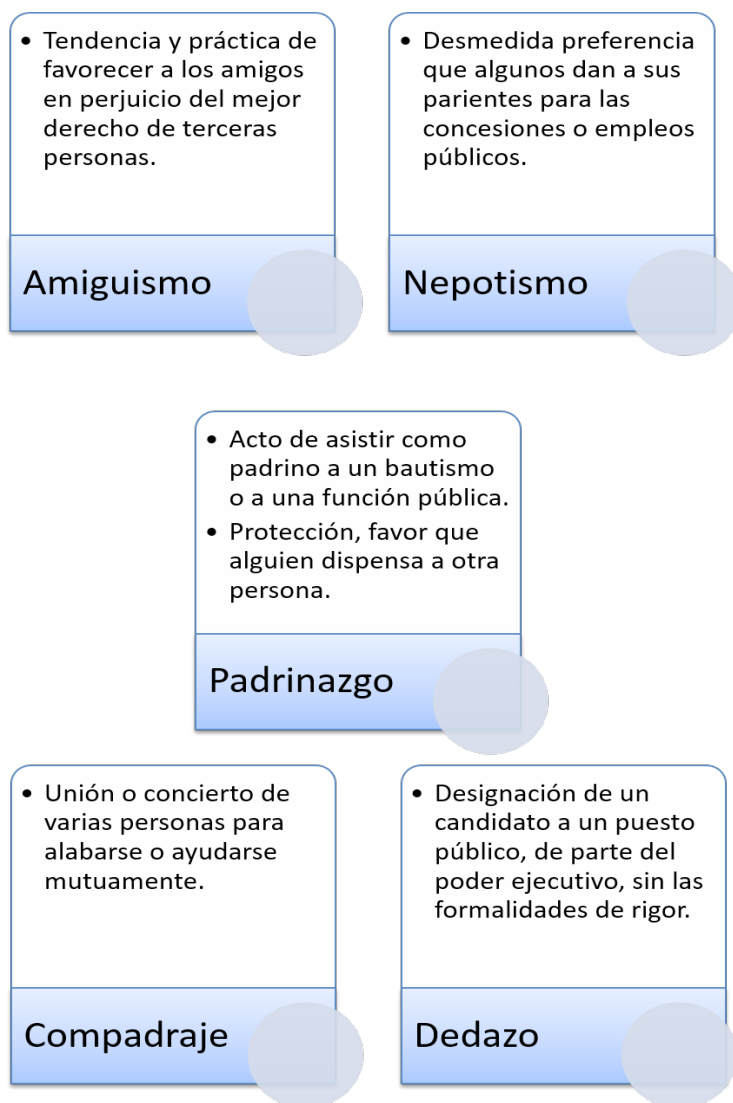 • Tendencia y práctica de
favorecer a los amigos
en perjuicio del mejor
derecho de terceras
personas.
Amiguismo
• Desmedida preferencia
que algunos dan a sus
parientes para las
concesiones o empleos
públicos.
Nepotismo
• Acto de asistir como
padrino a un bautismo
o a una función pública.
• Protección, favor que
alguien dispensa a otra
persona.
Padrinazgo
• Unión o concierto de
varias personas para
alabarse o ayudarse
mutuamente.
Compadraje
• Designación de un
candidato a un puesto
público, de parte del
poder ejecutivo, sin las
formalidades de rigor.
Dedazo